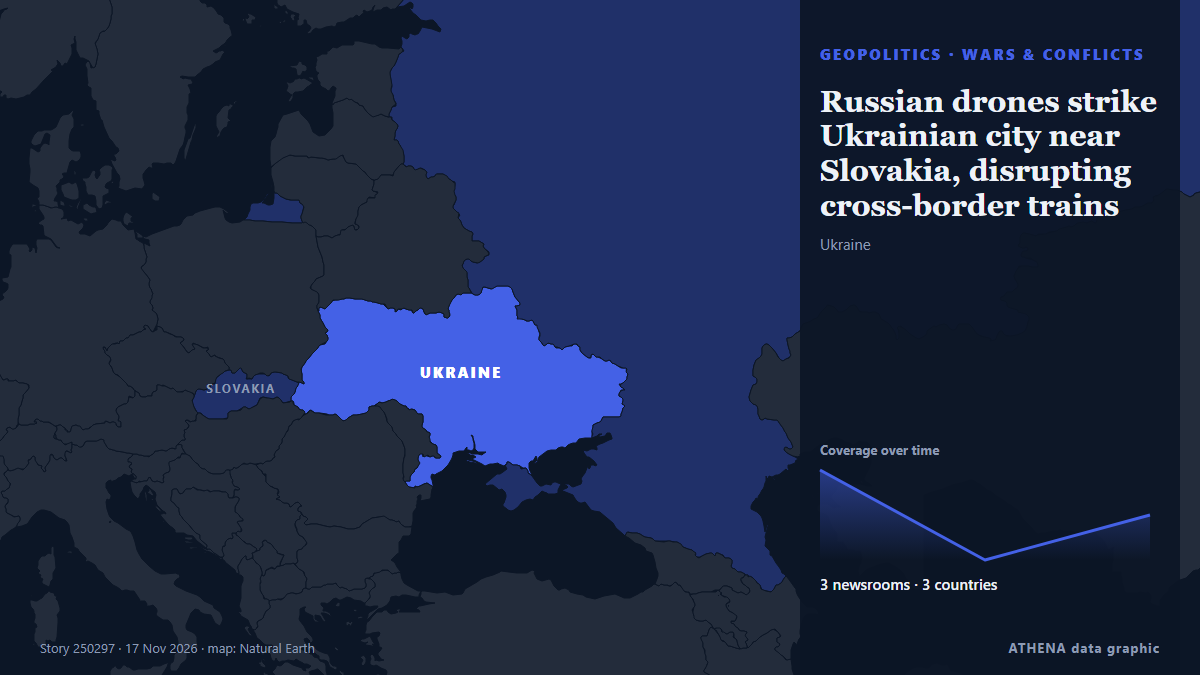 GEOPOLITICS · WARS & CONFLICTS
Russian drones strike
Ukrainian city near
Slovakia, disrupting
cross-border trains
Ukraine
UKRAINE
SLOVAKIA
Coverage over time
3 newsrooms · 3 countries
Story 250297 · 17 Nov 2026 · map: Natural Earth
ATHENA data graphic